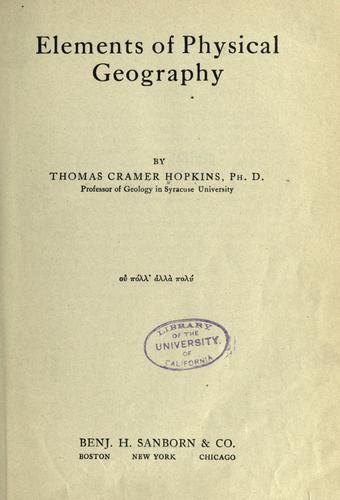 Elements of Physical
Geography
BY
THOMAS CRAMER HOPKINS, PH. D.
Professor of Geology in Syracuse University
οὐ πόλλ' ἀλλὰ πολύ
LIBRARY
OF THE
UNIVERSITY
OF
CALIFORNIA
BENJ. H. SANBORN & CO.
BOSTON NEW YORK CHICAGO